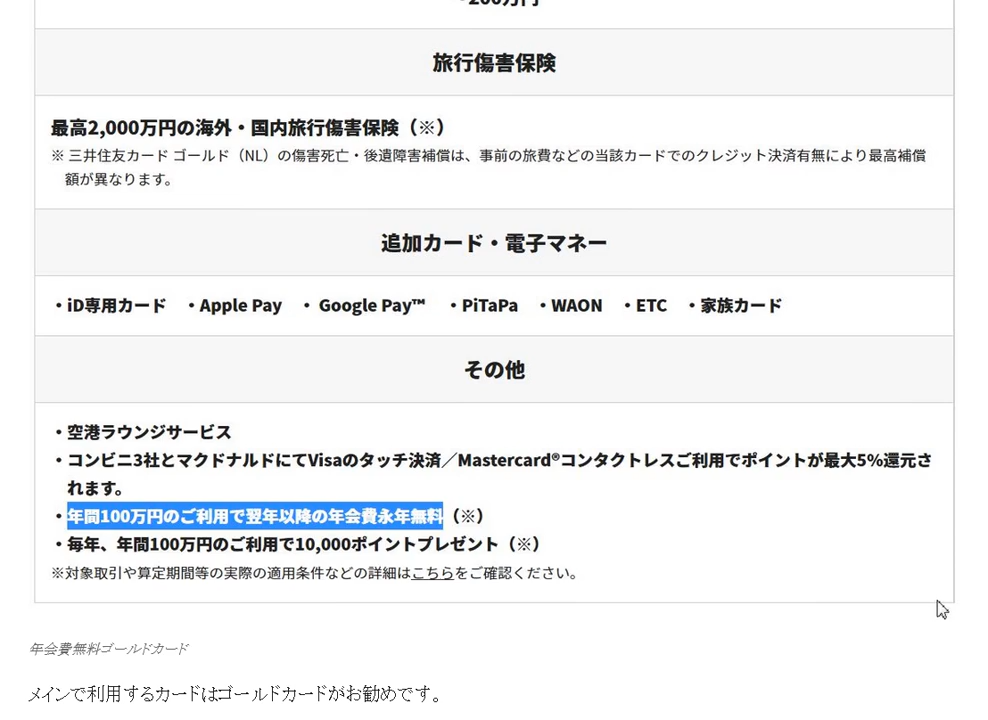 ~200万円
旅行傷害保険
最高2,000万円の海外・国内旅行傷害保険（※）
※ 三井住友カード ゴールド（NL）の傷害死亡・後遺障害補償は、事前の旅費などの当該カードでのクレジット決済有無により最高補償
額が異なります。
追加カード・電子マネー
・iD専用カード ・Apple Pay ・ Google Pay™ ・PiTaPa ・WAON ・ETC ・家族カード
その他
・空港ラウンジサービス
・コンビニ3社とマクドナルドにてVisaのタッチ決済／Mastercard®コンタクトレスご利用でポイントが最大5%還元さ
れます。
・年間100万円のご利用で翌年以降の年会費永年無料（※）
・毎年、年間100万円のご利用で10,000ポイントプレゼント（※）
※対象取引や算定期間等の実際の適用条件などの詳細はこちらをご確認ください。
年会費無料ゴールドカード
メインで利用するカードはゴールドカードがお勧めです。